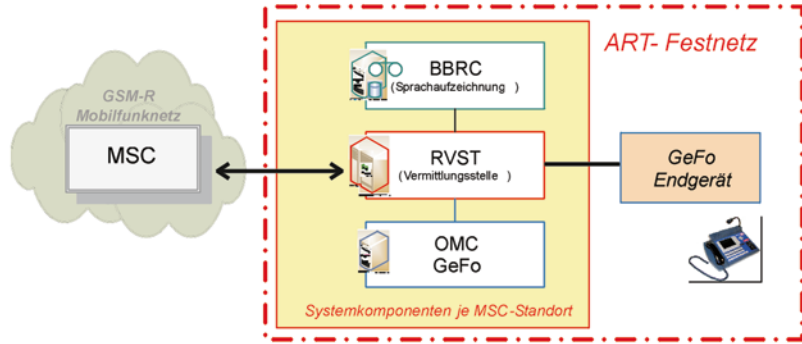 ART- Festnetz
GSM-R
Mobilfunknetz
MSC
BBRC
(Sprachaufzeichnung )
RVST
(Vermittlungsstelle )
OMC
GeFo
GeFo
Endgerät
Systemkomponenten je MSC-Standort